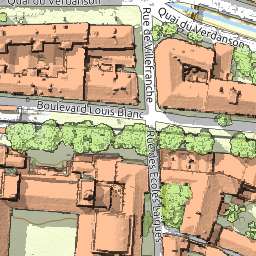 Quai du Verdanson
Quai du Verdanson
Rue de Villefranche
Boulevard Louis Blanc
Rue des Écoles Laïques